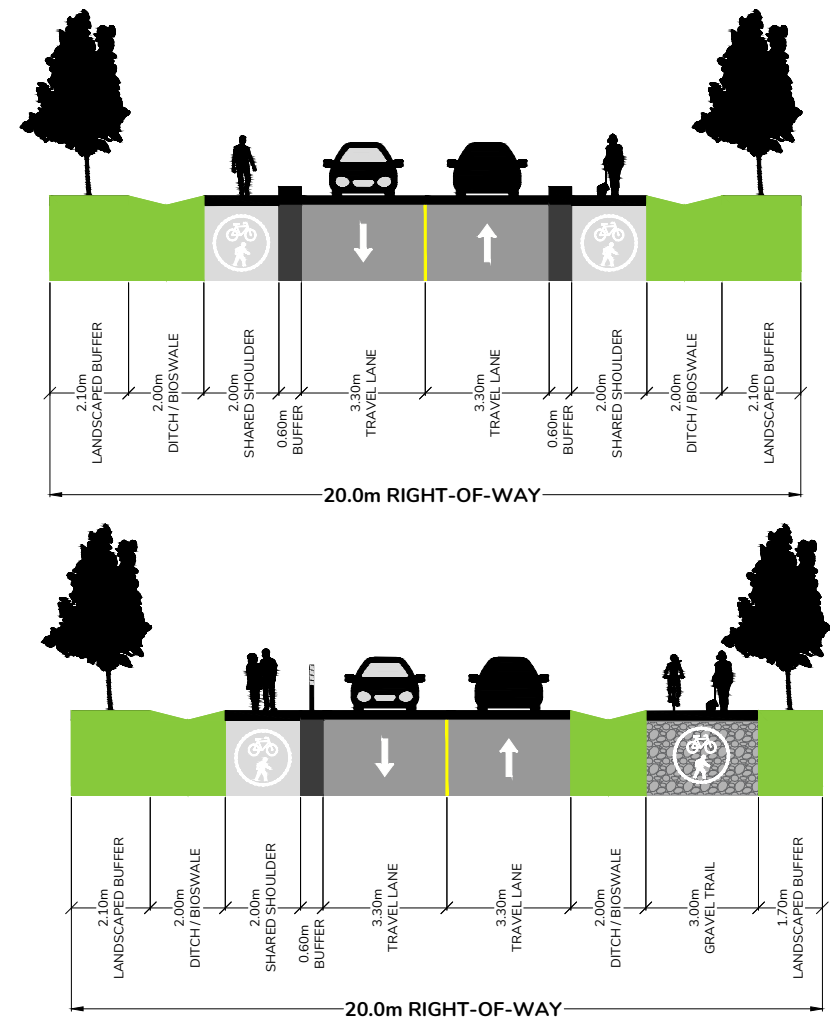 2.10m
LANDSCAPED BUFFER
2.00m
DITCH / BIOSWALE
2.00m
SHARED SHOULDER
0.60m
BUFFER
3.30m
TRAVEL LANE
3.30m
TRAVEL LANE
0.60m
BUFFER
2.00m
SHARED SHOULDER
2.00m
DITCH / BIOSWALE
2.10m
LANDSCAPED BUFFER
20.0m RIGHT-OF-WAY
2.10m
LANDSCAPED BUFFER
2.00m
DITCH / BIOSWALE
2.00m
SHARED SHOULDER
0.60m
BUFFER
3.30m
TRAVEL LANE
3.30m
TRAVEL LANE
2.00m
DITCH / BIOSWALE
3.00m
GRAVEL TRAIL
1.70m
LANDSCAPED BUFFER
20.0m RIGHT-OF-WAY